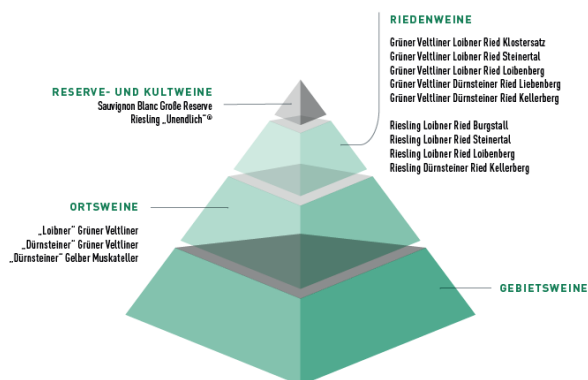 RIEDENWEINE
Grüner Veltliner Loibner Ried Klostersatz
Grüner Veltliner Loibner Ried Steinertal
Grüner Veltliner Loibner Ried Loibenberg
Grüner Veltliner Dürnsteiner Ried Liebenberg
Grüner Veltliner Dürnsteiner Ried Kellerberg
Riesling Loibner Ried Burgstall
Riesling Loibner Ried Steinertal
Riesling Loibner Ried Loibenberg
Riesling Dürnsteiner Ried Kellerberg
RESERVE- UND KULTWEINE
Sauvignon Blanc Große Reserve
Riesling „Unendlich“®
ORTSWEINE
„Loibner“ Grüner Veltliner
„Dürnsteiner“ Grüner Veltliner
„Dürnsteiner“ Gelber Muskateller
GEBIETSWEINE